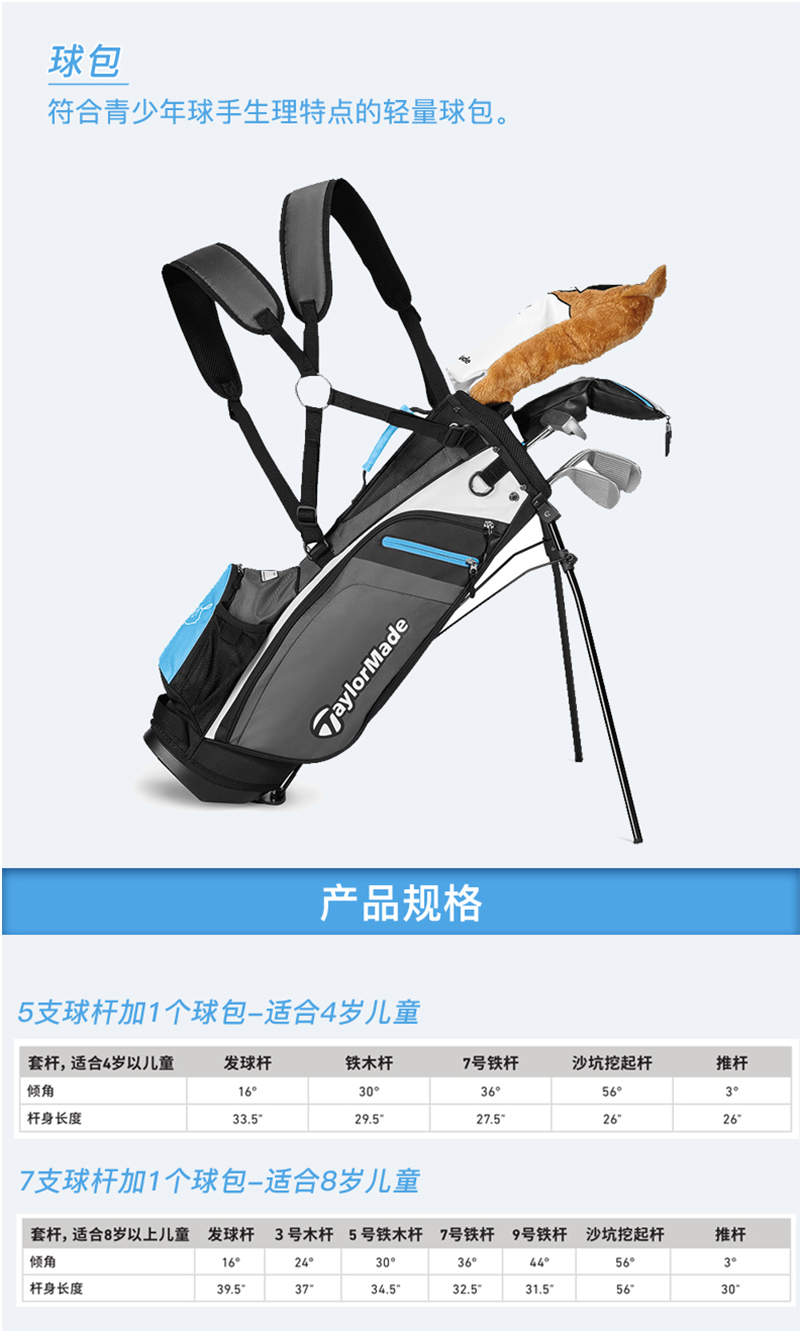 球包
符合青少年球手生理特点的轻量球包。
TaylorMade
产品规格
5支球杆加1个球包-适合4岁儿童
套杆，适合4岁以儿童 发球杆 铁木杆 7号铁杆 沙坑挖起杆 推杆
倾角 16° 30° 36° 56° 3°
杆身长度 33.5" 29.5" 27.5" 26" 26"
7支球杆加1个球包-适合8岁儿童
套杆，适合8岁以上儿童 发球杆 3号木杆 5号铁木杆 7号铁杆 9号铁杆 沙坑挖起杆 推杆
倾角 16° 24° 30° 36° 44° 56° 3°
杆身长度 39.5" 37" 34.5" 32.5" 31.5" 56" 30"